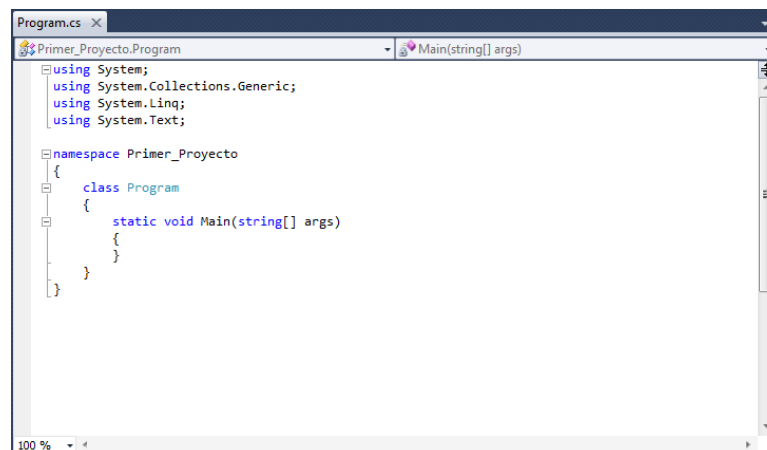 Program.cs
Primer_Proyecto.Program Main(string[] args)
using System;
using System.Collections.Generic;
using System.Linq;
using System.Text;
namespace Primer_Proyecto
{
class Program
{
static void Main(string[] args)
{
}
}
}
100 %